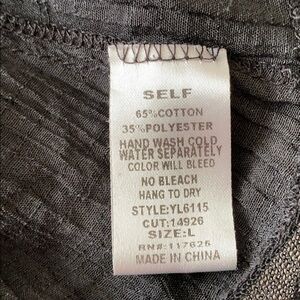 SELF
65%COTTON
35%POLYESTER
HAND WASH COLD
WATER SEPARATELY
COLOR WILL BLEED
NO BLEACH
HANG TO DRY
STYLE:YL6115
CUT:14926
SIZE:L
RN#:117625
MADE IN CHINA